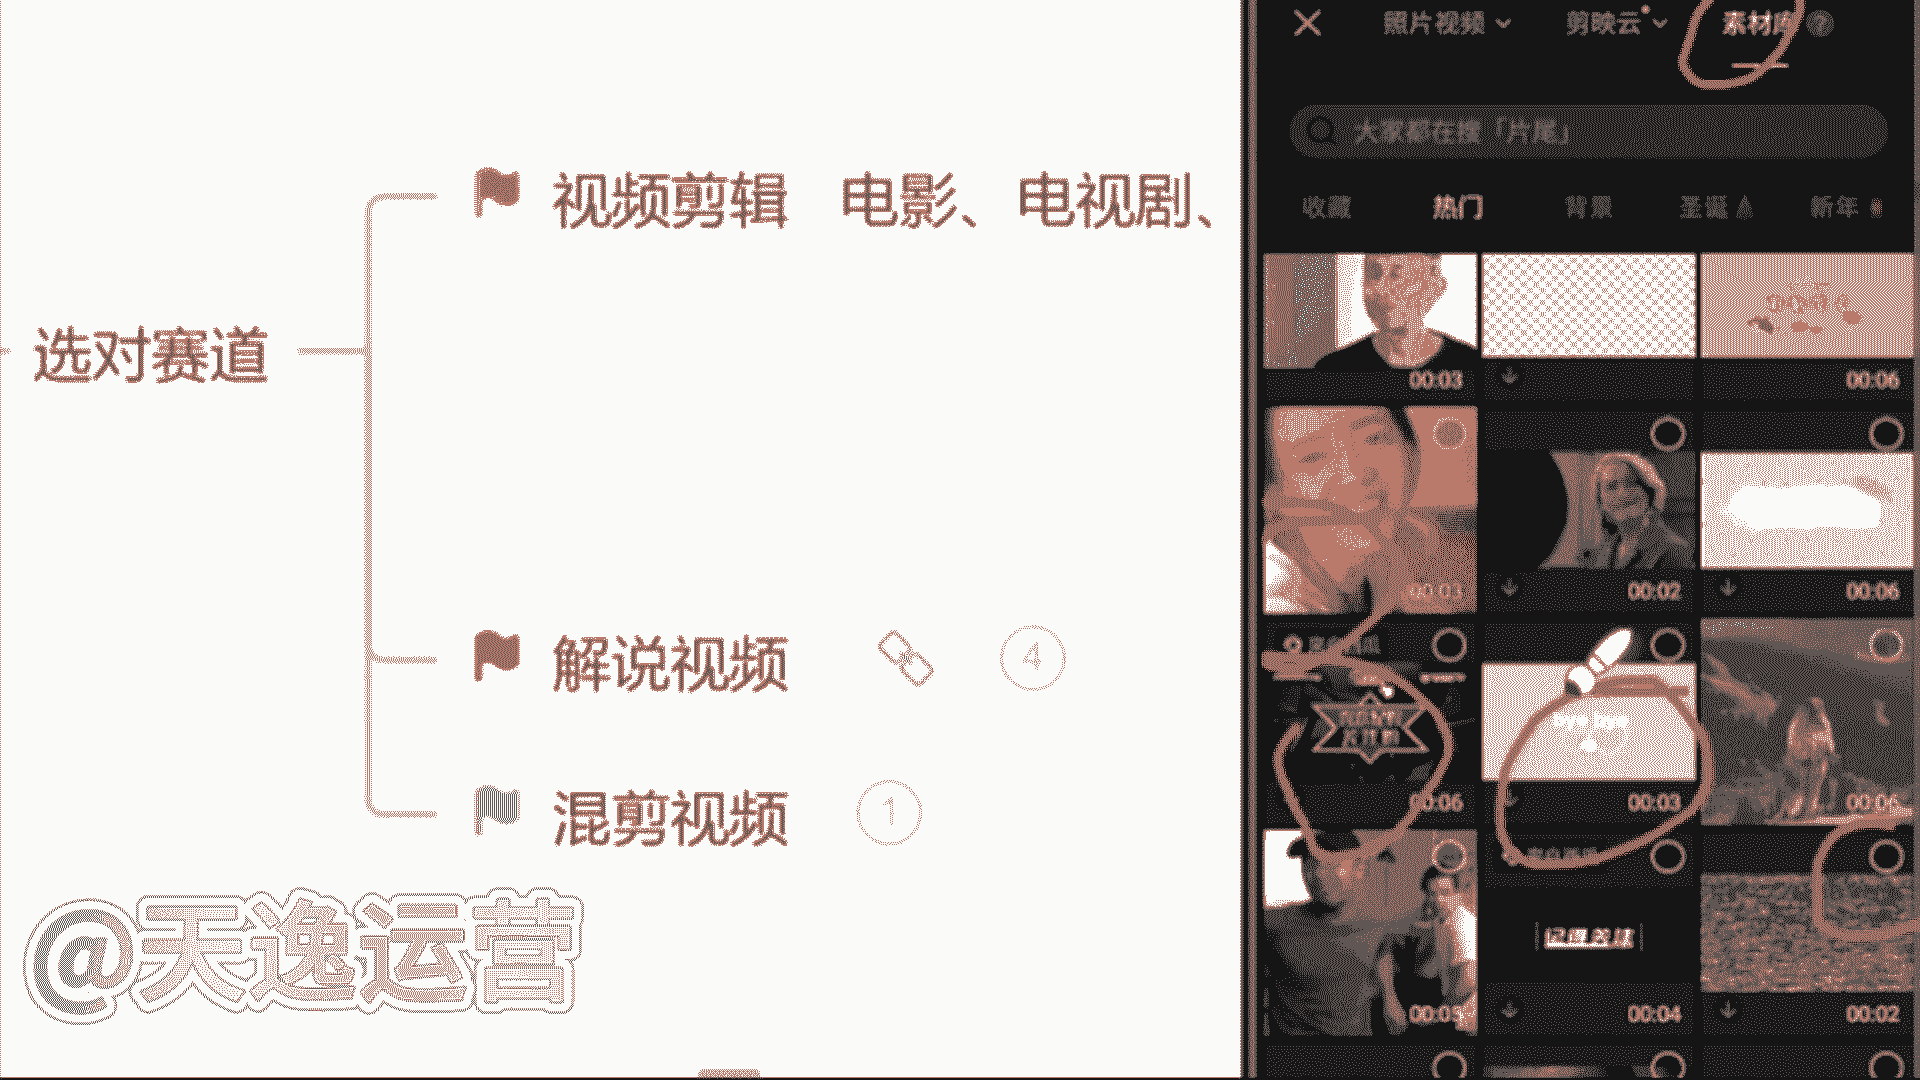 选对赛道
视频剪辑 电影、电视剧、
解说视频 4
混剪视频 1
@天逸运营
照片视频 剪映云 素材库 ?
大家都在搜「片尾」
收藏 热门 背景 圣诞 新年
00:03
00:06
00:03 00:02 00:06
00:06 00:03 00:06
bye bye
00:05 00:04 00:02